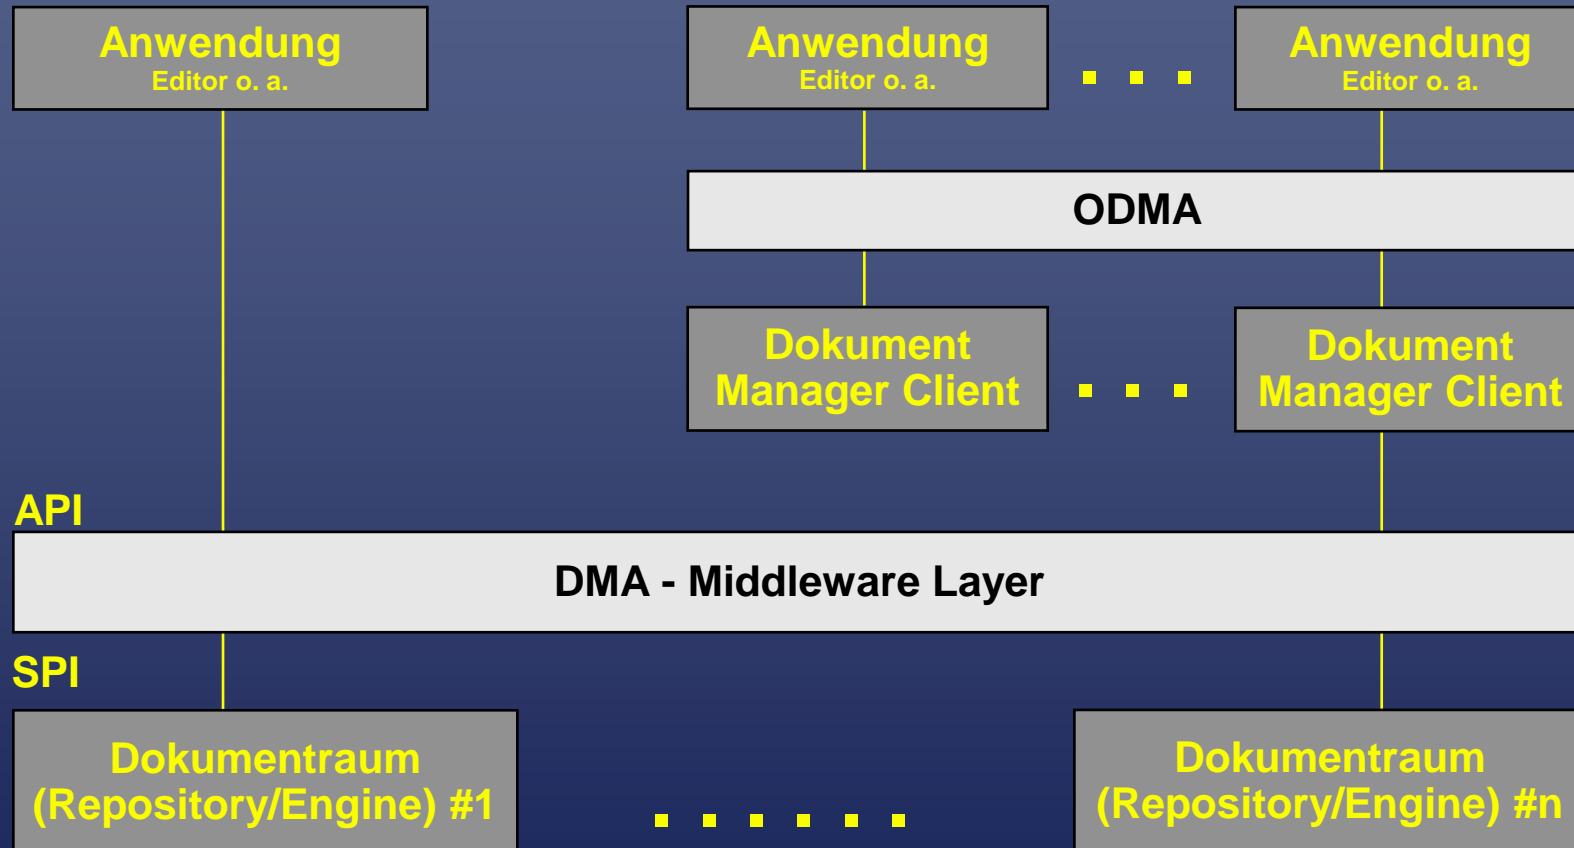 Anwendung
Editor o. a.
Anwendung
Editor o. a.
Anwendung
Editor o. a.
ODMA
Dokument
Manager Client
Dokument
Manager Client
API
DMA - Middleware Layer
SPI
Dokumentraum
(Repository/Engine) #1
Dokumentraum
(Repository/Engine) #n